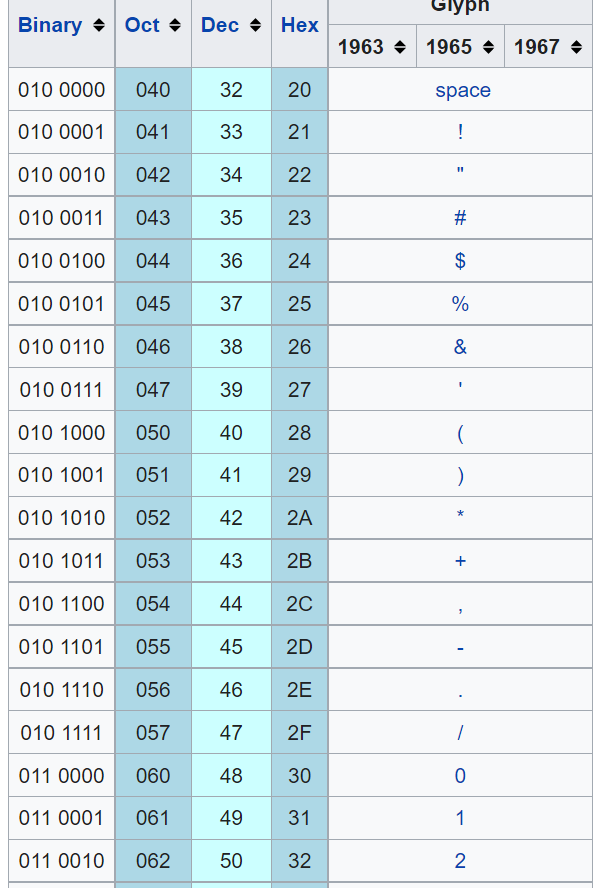 Glyph
Binary Oct Dec Hex
1963 1965 1967
010 0000 040 32 20 space
010 0001 041 33 21 !
010 0010 042 34 22 "
010 0011 043 35 23 #
010 0100 044 36 24 $
010 0101 045 37 25 %
010 0110 046 38 26 &
010 0111 047 39 27 '
010 1000 050 40 28 (
010 1001 051 41 29 )
010 1010 052 42 2A *
010 1011 053 43 2B +
010 1100 054 44 2C ,
010 1101 055 45 2D -
010 1110 056 46 2E .
010 1111 057 47 2F /
011 0000 060 48 30 0
011 0001 061 49 31 1
011 0010 062 50 32 2